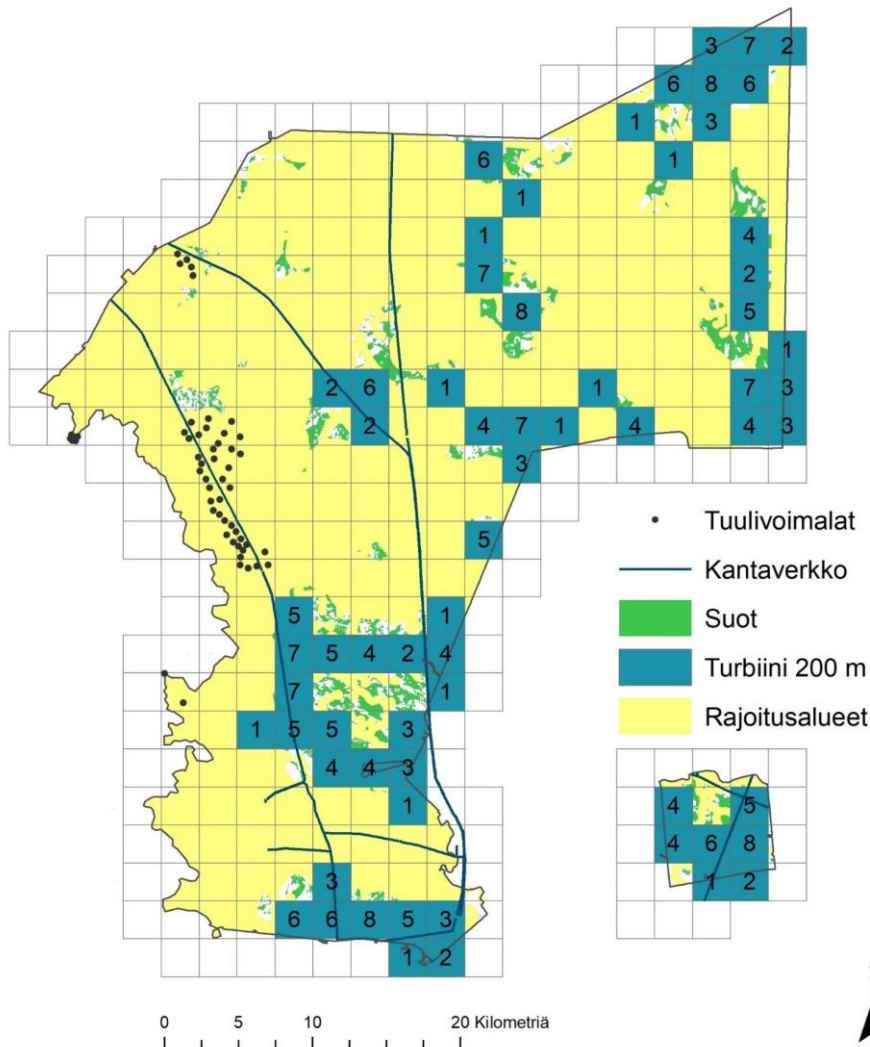 3 7 2
6 8 6
1 3
6 1
1
1 4
7 2
8 5
1
2 6 1 1 7 3
2 4 7 1 4 4 3
3
5
5 1
7 5 4 2 4
7 1
1 5 5 3
4 4 3
1
3
6 6 8 5 3
1 2
Tuulivoimalat
Kantaverkko
Suot
Turbiini 200 m
Rajoitusalueet
4 5
4 6 8
1 2
0 5 10 20 Kilometriä